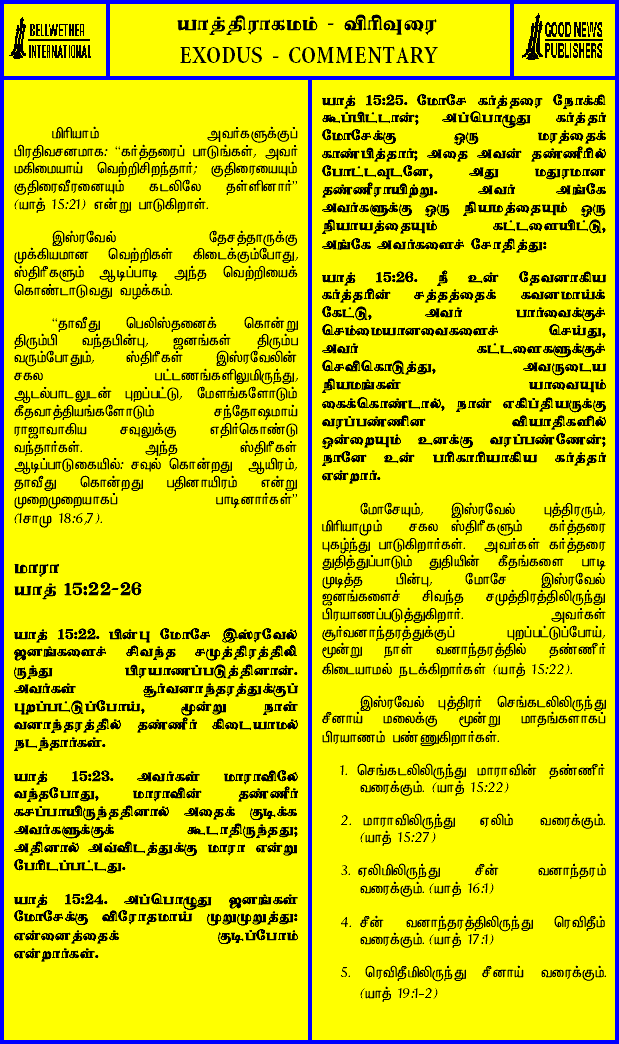 BELLWETHER
INTERNATIONAL
யாத்திராகமம் - விரிவுரை
EXODUS - COMMENTARY
GOOD NEWS
PUBLISHERS
மிரியாம் அவர்களுக்குப்
பிரதிவசனமாக: “கர்த்தரைப் பாடுங்கள், அவர்
மகிமையாய் வெற்றிசிறந்தார்; குதிரையையும்
குதிரைவீரனையும் கடலிலே தள்ளினார்”
(யாத் 15:21) என்று பாடுகிறாள்.
இஸ்ரவேல் தேசத்தாருக்கு
முக்கியமான வெற்றிகள் கிடைக்கும்போது,
ஸ்திரீகளும் ஆடிப்பாடி அந்த வெற்றியைக்
கொண்டாடுவது வழக்கம்.
“தாவீது பெலிஸ்தனைக் கொன்று
திரும்பி வந்தபின்பு, ஜனங்கள் திரும்ப
வரும்போதும், ஸ்திரீகள் இஸ்ரவேலின்
சகல பட்டணங்களிலுமிருந்து,
ஆடல்பாடலுடன் புறப்பட்டு, மேளங்களோடும்
கீதவாத்தியங்களோடும் சந்தோஷமாய்
ராஜாவாகிய சவுலுக்கு எதிர்கொண்டு
வந்தார்கள். அந்த ஸ்திரீகள்
ஆடிப்பாடுகையில்: சவுல் கொன்றது ஆயிரம்,
தாவீது கொன்றது பதினாயிரம் என்று
முறைமுறையாகப் பாடினார்கள்”
(1சாமு 18:6,7).
மாரா
யாத் 15:22-26
யாத் 15:22. பின்பு மோசே இஸ்ரவேல்
ஜனங்களைச் சிவந்த சமுத்திரத்திலி
ருந்து பிரயாணப்படுத்தினான்.
அவர்கள் சூர்வனாந்தரத்துக்குப்
புறப்பட்டுப்போய், மூன்று நாள்
வனாந்தரத்தில் தண்ணீர் கிடையாமல்
நடந்தார்கள்.
யாத் 15:23. அவர்கள் மாராவிலே
வந்தபோது, மாராவின் தண்ணீர்
கசப்பாயிருந்ததினால் அதைக் குடிக்க
அவர்களுக்குக் கூடாதிருந்தது;
அதினால் அவ்விடத்துக்கு மாரா என்று
பேரிடப்பட்டது.
யாத் 15:24. அப்பொழுது ஜனங்கள்
மோசேக்கு விரோதமாய் முறுமுறுத்து:
என்னைத்தைக் குடிப்போம்
என்றார்கள்.
யாத் 15:25. மோசே கர்த்தரை நோக்கி
கூப்பிட்டான்; அப்பொழுது கர்த்தர்
மோசேக்கு ஒரு மரத்தைக்
காண்பித்தார்; அதை அவன் தண்ணீரில்
போட்டவுடனே, அது மதுரமான
தண்ணீராயிற்று. அவர் அங்கே
அவர்களுக்கு ஒரு நியமத்தையும் ஒரு
நியாயத்தையும் கட்டளையிட்டு,
அங்கே அவர்களைச் சோதித்து:
யாத் 15:26. நீ உன் தேவனாகிய
கர்த்தரின் சத்தத்தைக் கவனமாய்க்
கேட்டு, அவர் பார்வைக்குச்
செம்மையானவைகளைச் செய்து,
அவர் கட்டளைகளுக்குச்
செவிகொடுத்து, அவருடைய
நியமங்கள் யாவையும்
கைக்கொண்டால், நான் எகிப்தியருக்கு
வரப்பண்ணின வியாதிகளில்
ஒன்றையும் உனக்கு வரப்பண்ணேன்;
நானே உன் பரிகாரியாகிய கர்த்தர்
என்றார்.
மோசேயும், இஸ்ரவேல் புத்திரரும்,
மிரியாமும் சகல ஸ்திரீகளும் கர்த்தரை
புகழ்ந்து பாடுகிறார்கள். அவர்கள் கர்த்தரை
துதித்துப்பாடும் துதியின் கீதங்களை பாடி
முடித்த பின்பு, மோசே இஸ்ரவேல்
ஜனங்களைச் சிவந்த சமுத்திரத்திலிருந்து
பிரயாணப்படுத்துகிறார். அவர்கள்
சூர்வனாந்தரத்துக்குப் புறப்பட்டுப்போய்,
மூன்று நாள் வனாந்தரத்தில் தண்ணீர்
கிடையாமல் நடக்கிறார்கள் (யாத் 15:22).
இஸ்ரவேல் புத்திரர் செங்கடலிலிருந்து
சீனாய் மலைக்கு மூன்று மாதங்களாகப்
பிரயாணம் பண்ணுகிறார்கள்.
1. செங்கடலிலிருந்து மாராவின் தண்ணீர்
வரைக்கும். (யாத் 15:22)
2. மாராவிலிருந்து ஏலிம் வரைக்கும்.
(யாத் 15:27)
3. ஏலிமிலிருந்து சீன் வனாந்தரம்
வரைக்கும். (யாத் 16:1)
4. சீன் வனாந்தரத்திலிருந்து ரெவிதீம்
வரைக்கும். (யாத் 17:1)
5. ரெவிதீமிலிருந்து சீனாய் வரைக்கும்.
(யாத் 19:1-2)